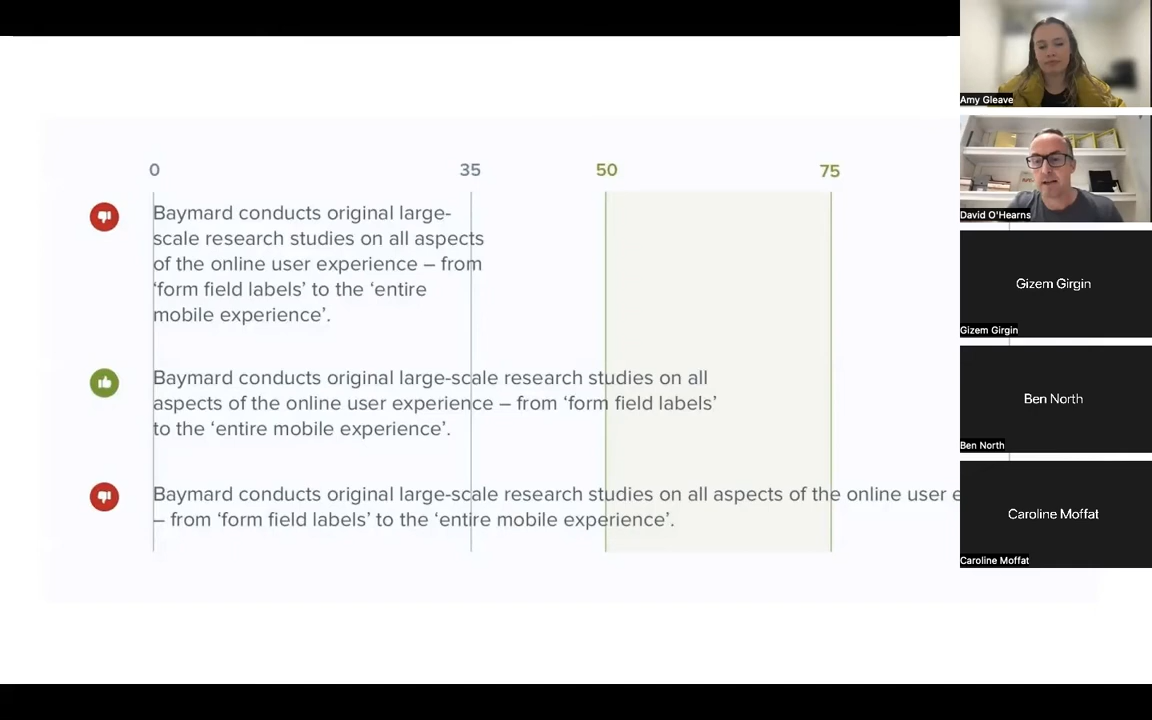 0 35 50 75
Baymard conducts original large-
scale research studies on all aspects
of the online user experience – from
‘form field labels’ to the ‘entire
mobile experience’.
Baymard conducts original large-scale research studies on all
aspects of the online user experience – from ‘form field labels’
to the ‘entire mobile experience’.
Baymard conducts original large-scale research studies on all aspects of the online user
– from ‘form field labels’ to the ‘entire mobile experience’.
Amy Gleave
David O'Hearns
Gizem Girgin
Gizem Girgin
Ben North
Ben North
Caroline Moffat
Caroline Moffat